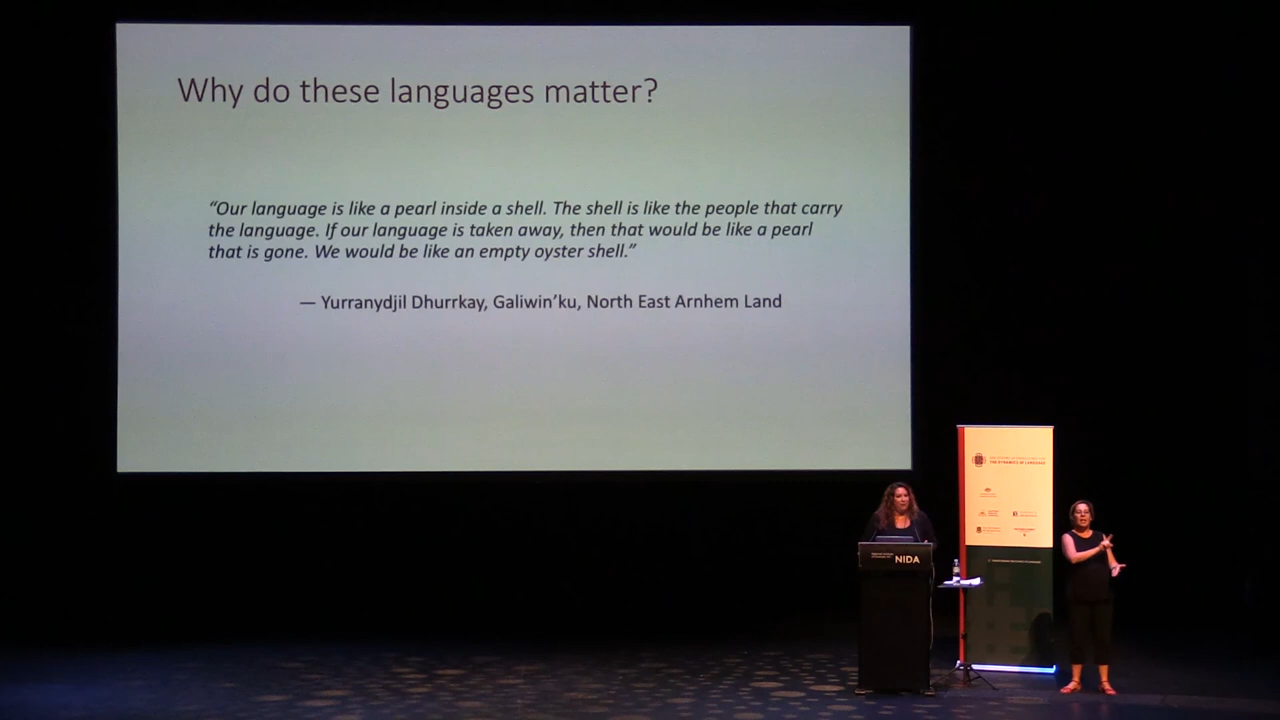 Why do these languages matter?
“Our language is like a pearl inside a shell. The shell is like the people that carry
the language. If our language is taken away, then that would be like a pearl
that is gone. We would be like an empty oyster shell.”
— Yurranydjil Dhurrkay, Galiwin’ku, North East Arnhem Land
THE DYNAMICS OF LANGUAGE
NIDA